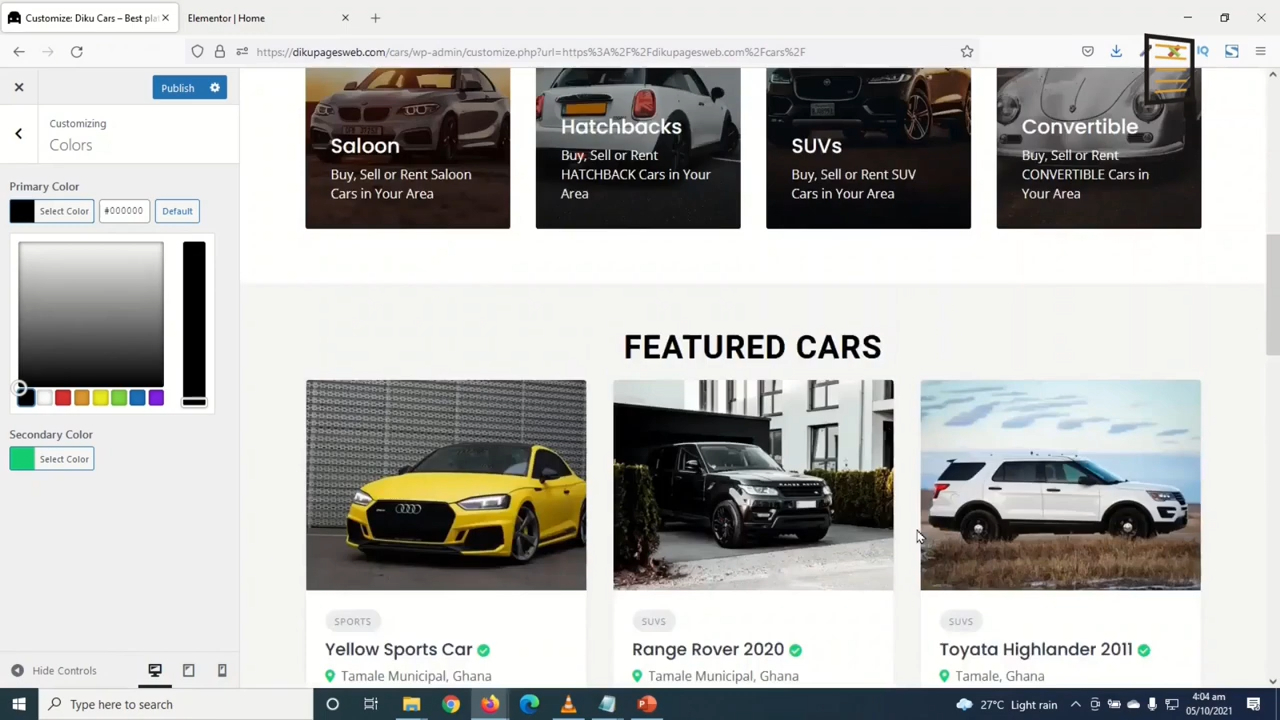 Customize: Diku Cars – Best pla
Elementor | Home
https://dikupagesweb.com/cars/wp-admin/customize.php?url=https%3A%2F%2Fdikupagesweb.com%2Fcars%2F
IQ
Publish
Customizing
Colors
Primary Color
Select Color
#000000
Default
Secondary Color
Select Color
Hide Controls
Saloon
Buy, Sell or Rent Saloon
Cars in Your Area
Hatchbacks
Buy, Sell or Rent
HATCHBACK Cars in Your
Area
SUVs
Buy, Sell or Rent SUV
Cars in Your Area
Convertible
Buy, Sell or Rent
CONVERTIBLE Cars in
Your Area
FEATURED CARS
RANGE ROVER
SPORTS
Yellow Sports Car
Tamale Municipal, Ghana
SUVS
Range Rover 2020
Tamale Municipal, Ghana
SUVS
Toyata Highlander 2011
Tamale, Ghana
Type here to search
27°C Light rain
4:04 am
05/10/2021